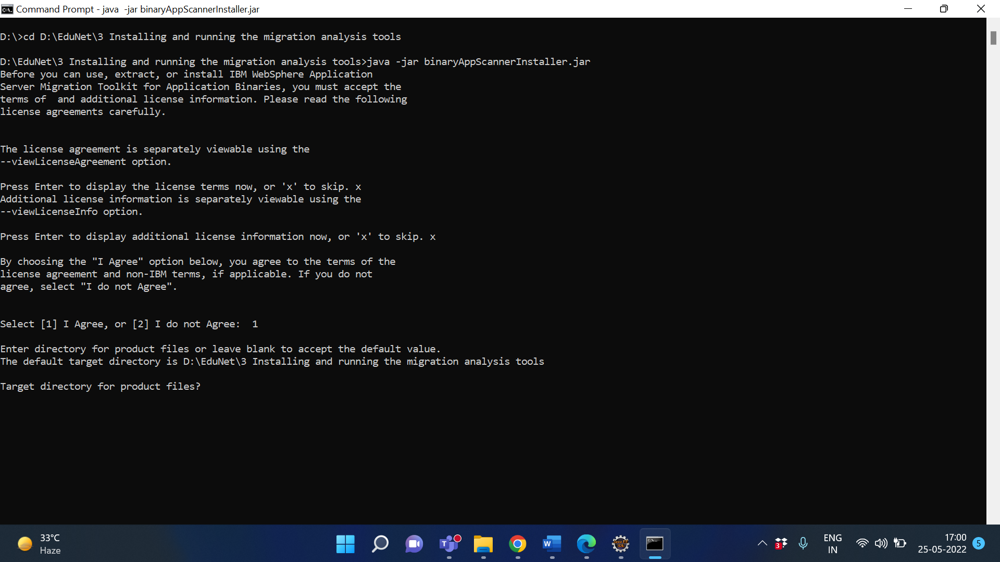 Command Prompt - java  -jar binaryAppScannerInstaller.jar
D:\>cd D:\EduNet\3 Installing and running the migration analysis tools
D:\EduNet\3 Installing and running the migration analysis tools>java -jar binaryAppScannerInstaller.jar
Before you can use, extract, or install IBM WebSphere Application
Server Migration Toolkit for Application Binaries, you must accept the
terms of  and additional license information. Please read the following
license agreements carefully.
The license agreement is separately viewable using the
--viewLicenseAgreement option.
Press Enter to display the license terms now, or 'x' to skip. x
Additional license information is separately viewable using the
--viewLicenseInfo option.
Press Enter to display additional license information now, or 'x' to skip. x
By choosing the "I Agree" option below, you agree to the terms of the
license agreement and non-IBM terms, if applicable. If you do not
agree, select "I do not Agree".
Select [1] I Agree, or [2] I do not Agree:  1
Enter directory for product files or leave blank to accept the default value.
The default target directory is D:\EduNet\3 Installing and running the migration analysis tools
Target directory for product files?
33°C
Haze
3
ENG
IN
17:00
25-05-2022
5